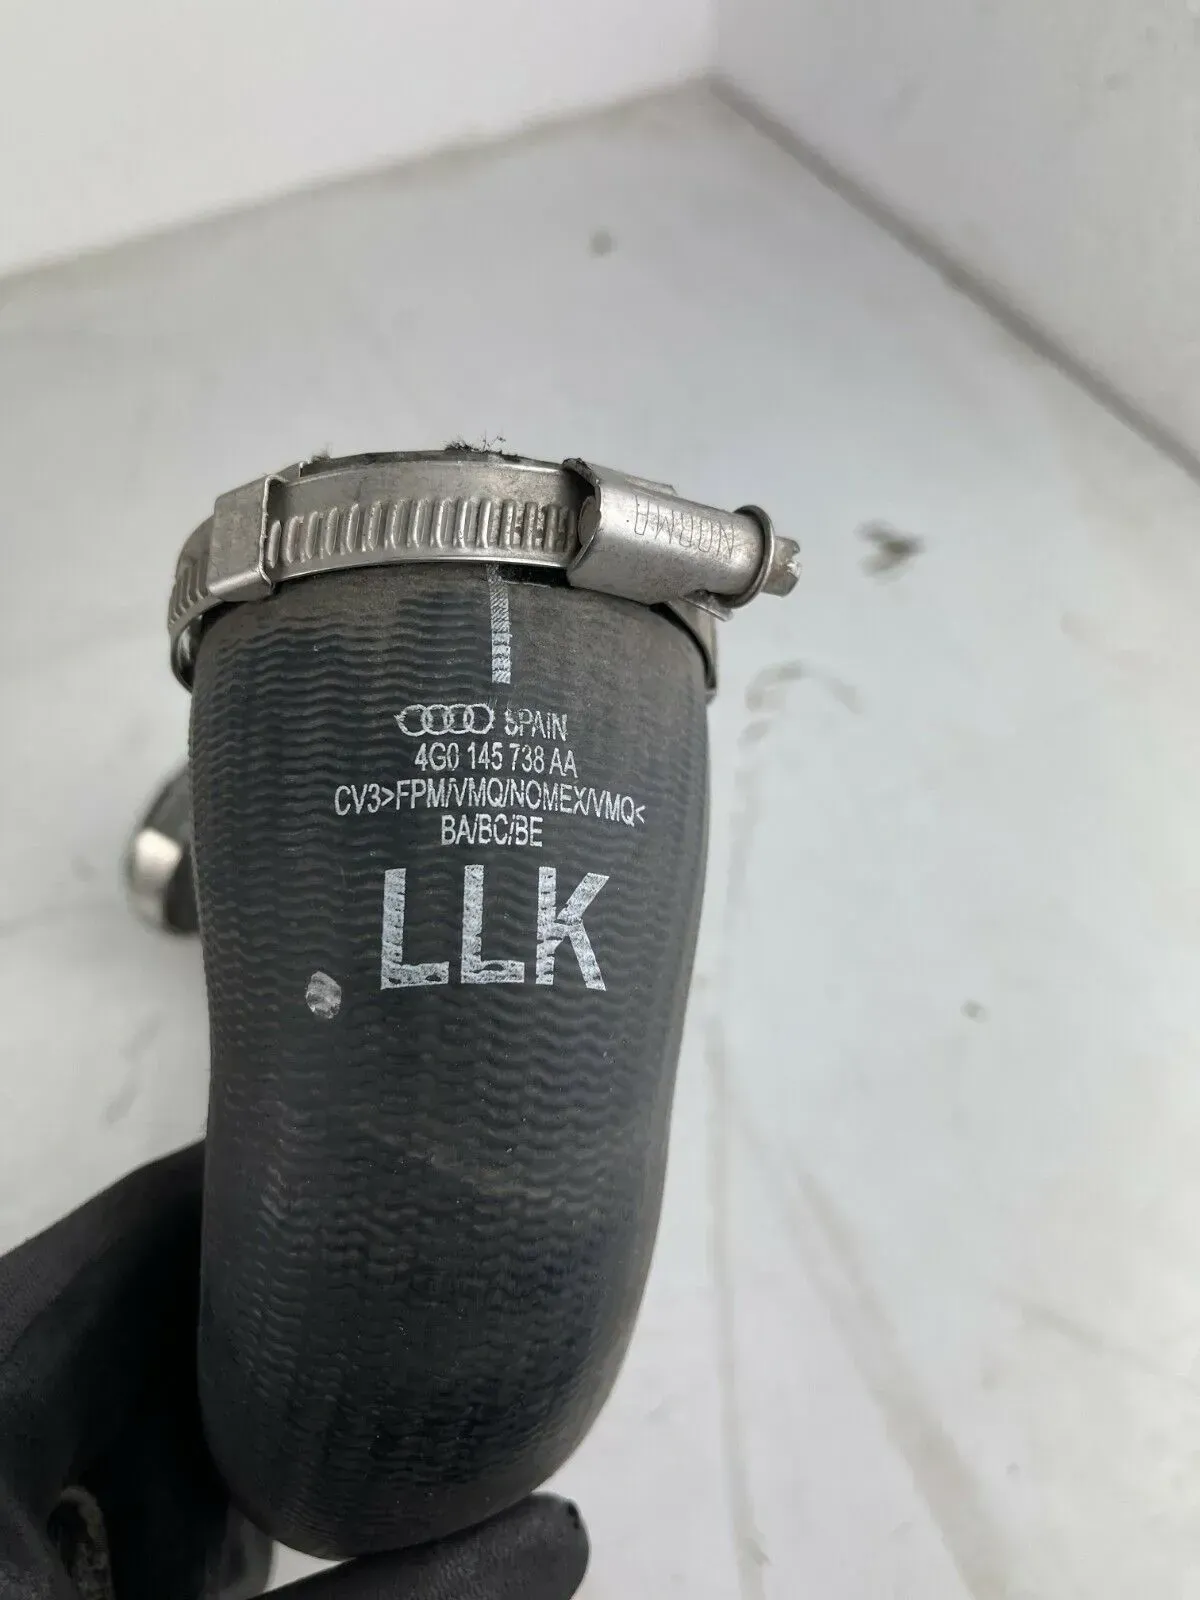 NORMA
SPAIN
4G0 145 738 AA
CV3>FPM/VMQ/NOMEX/VMQ<
BA/BC/BE
LLK